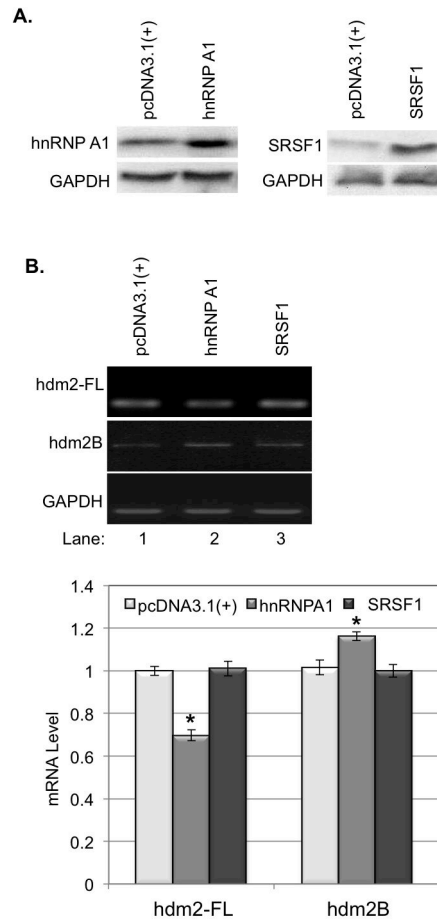 A.
pcDNA3.1(+)
hnRNP A1
hnRNP A1
GAPDH
pcDNA3.1(+)
SRSF1
SRSF1
GAPDH
B.
pcDNA3.1(+)
hnRNP A1
SRSF1
hdm2-FL
hdm2B
GAPDH
Lane: 1 2 3
pcDNA3.1(+) hnRNPA1 SRSF1
mRNA Level
1.4
1.2
1
0.8
0.6
0.4
0.2
0
*
*
hdm2-FL hdm2B